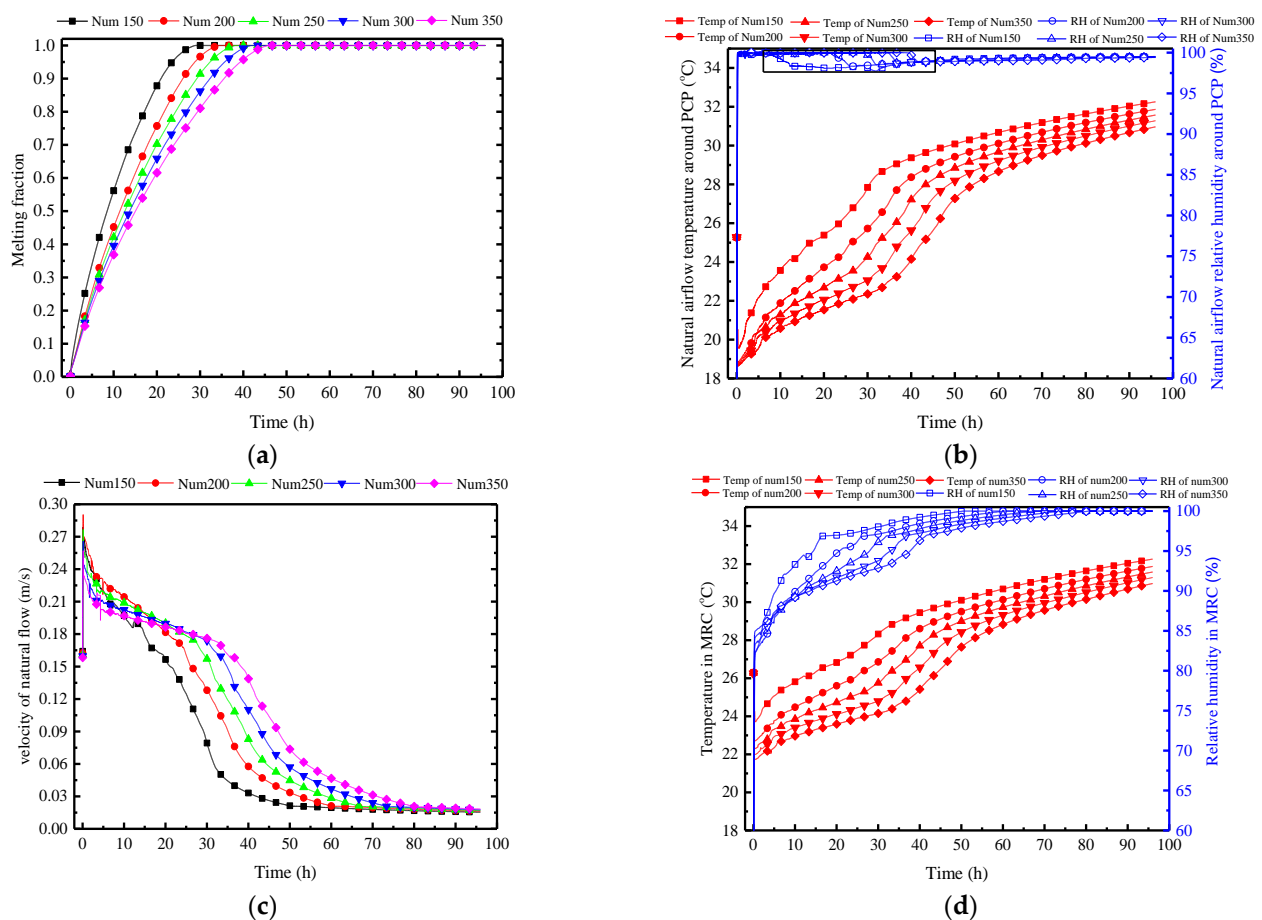 Num 150 Num 200 Num 250 Num 300 Num 350
Melting fraction
1.0
0.9
0.8
0.7
0.6
0.5
0.4
0.3
0.2
0.1
0.0
0 10 20 30 40 50 60 70 80 90 100
Time (h)
(a)
Temp of Num150 Temp of Num250 Temp of Num350 RH of Num200 RH of Num300
Temp of Num200 Temp of Num300 RH of Num150 RH of Num250 RH of Num350
Natural airflow temperature around PCP (°C)
34
32
30
28
26
24
22
20
18
100
95
90
85
80
75
70
65
60
Natural airflow relative humidity around PCP (%)
0 10 20 30 40 50 60 70 80 90 100
Time (h)
(b)
Num150 Num200 Num250 Num300 Num350
velocity of natural flow (m/s)
0.30
0.27
0.24
0.21
0.18
0.15
0.12
0.09
0.06
0.03
0.00
0 10 20 30 40 50 60 70 80 90 100
Time (h)
(c)
Temp of num150 Temp of num250 Temp of num350 RH of num200 RH of num300
Temp of num200 Temp of num300 RH of num150 RH of num250 RH of num350
Temperature in MRC (°C)
34
32
30
28
26
24
22
20
18
100
95
90
85
80
75
70
65
60
Relative humidity in MRC (%)
0 10 20 30 40 50 60 70 80 90 100
Time (h)
(d)